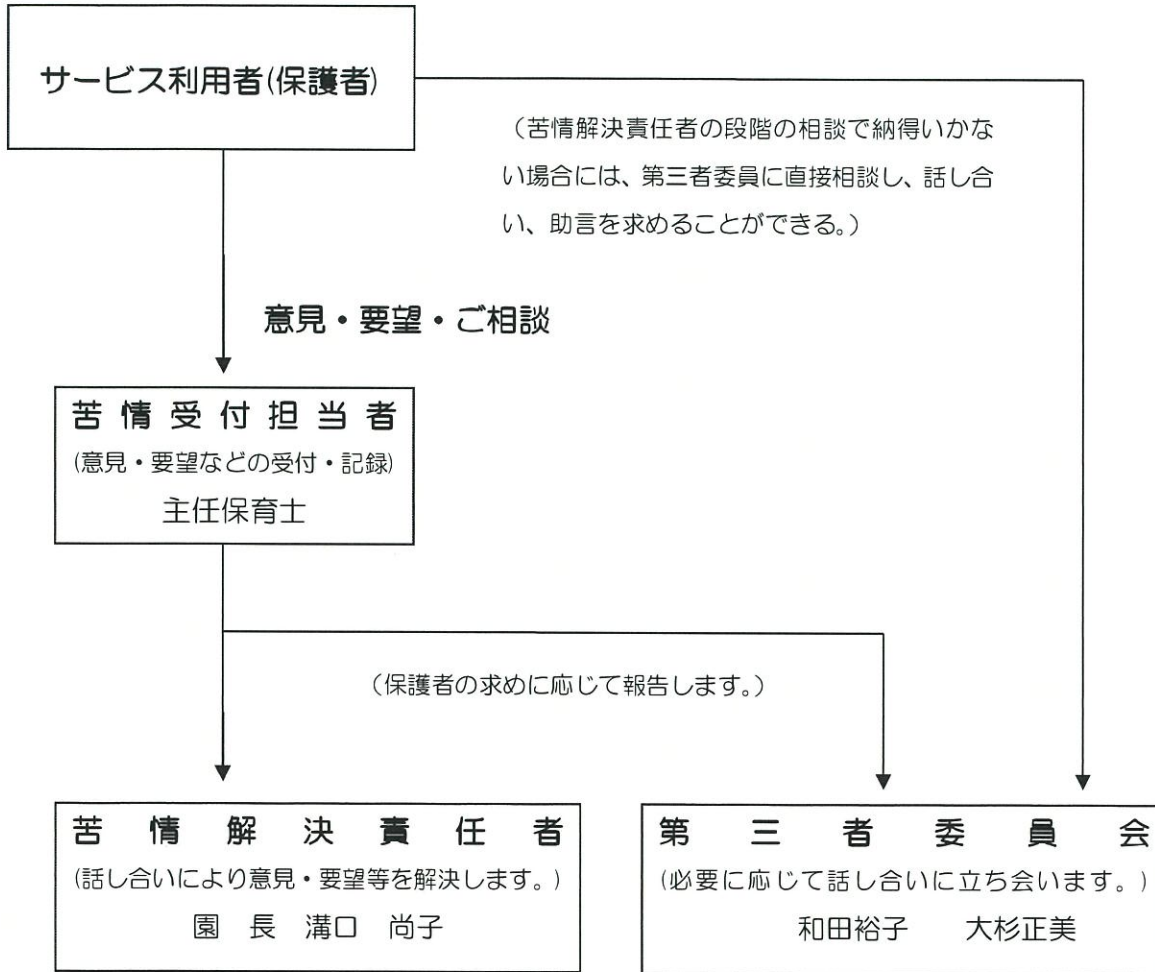 サービス利用者(保護者)
（苦情解決責任者の段階の相談で納得いかな
い場合には、第三者委員に直接相談し、話し合
い、助言を求めることができる。）
意見・要望・ご相談
苦情受付担当者
(意見・要望などの受付・記録)
主任保育士
（保護者の求めに応じて報告します。）
苦情解決責任者
(話し合いにより意見・要望等を解決します。)
園　長　溝口　尚子
第三者委員会
(必要に応じて話し合いに立ち会います。)
和田裕子　　大杉正美